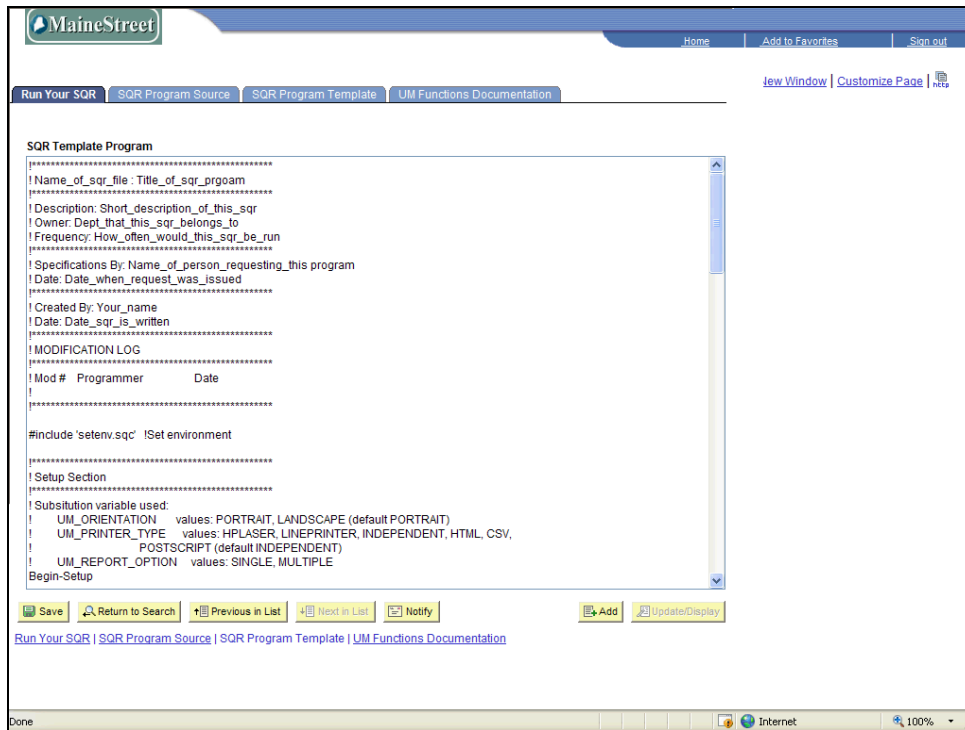 MaineStreet
Home Add to Favorites Sign out
New Window | Customize Page | http
Run Your SQR SQR Program Source SQR Program Template UM Functions Documentation
SQR Template Program
!***************************************************
! Name_of_sqr_file : Title_of_sqr_prgoam
!***************************************************
! Description: Short_description_of_this_sqr
! Owner: Dept_that_this_sqr_belongs_to
! Frequency: How_often_would_this_sqr_be_run
!***************************************************
! Specifications By: Name_of_person_requesting_this program
! Date: Date_when_request_was_issued
!***************************************************
! Created By: Your_name
! Date: Date_sqr_is_written
!***************************************************
! MODIFICATION LOG
!***************************************************
! Mod # Programmer Date
!
!***************************************************
#include 'setenv.sqc' !Set environment
!***************************************************
! Setup Section
!***************************************************
! Subsitution variable used:
! UM_ORIENTATION values: PORTRAIT, LANDSCAPE (default PORTRAIT)
! UM_PRINTER_TYPE values: HPLASER, LINEPRINTER, INDEPENDENT, HTML, CSV,
! POSTSCRIPT (default INDEPENDENT)
! UM_REPORT_OPTION values: SINGLE, MULTIPLE
Begin-Setup
Save Return to Search Previous in List Next in List Notify Add Update/Display
Run Your SQR | SQR Program Source | SQR Program Template | UM Functions Documentation
Done Internet 100%